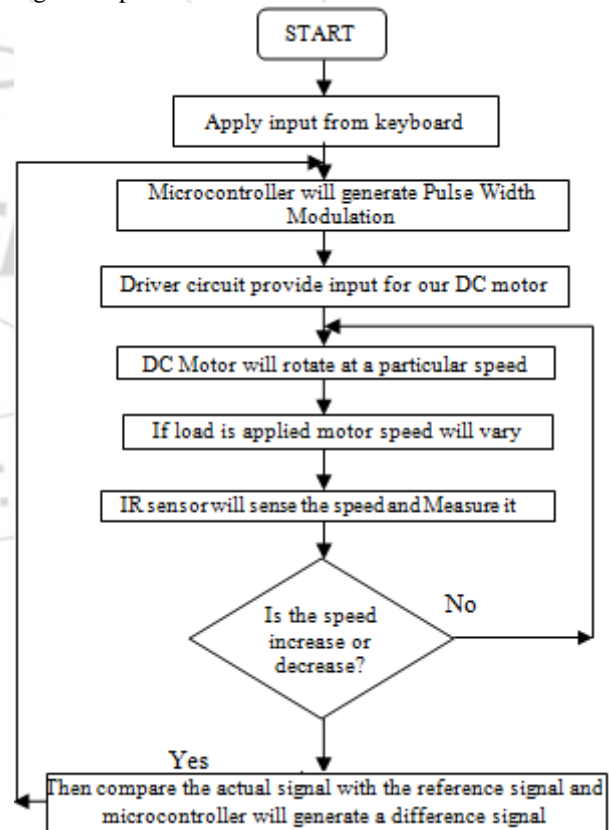 START
Apply input from keyboard
Microcontroller will generate Pulse Width
Modulation
Driver circuit provide input for our DC motor
DC Motor will rotate at a particular speed
If load is applied motor speed will vary
IR sensor will sense the speed and Measure it
Is the speed
increase or
decrease?
No
Yes
Then compare the actual signal with the reference signal and
microcontroller will generate a difference signal